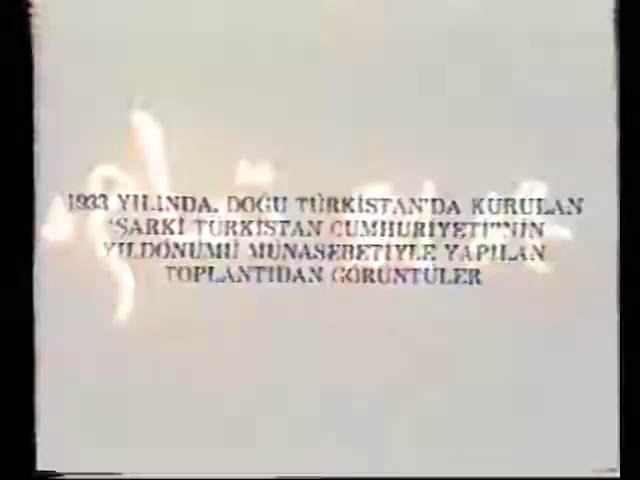 1933 YILINDA, DOĞU TÜRKİSTAN'DA KURULAN
"ŞARKİ TÜRKİSTAN CUMHURİYETİ"NİN
YILDÖNÜMÜ MÜNASEBETİYLE YAPILAN
TOPLANTIDAN GÖRÜNTÜLER